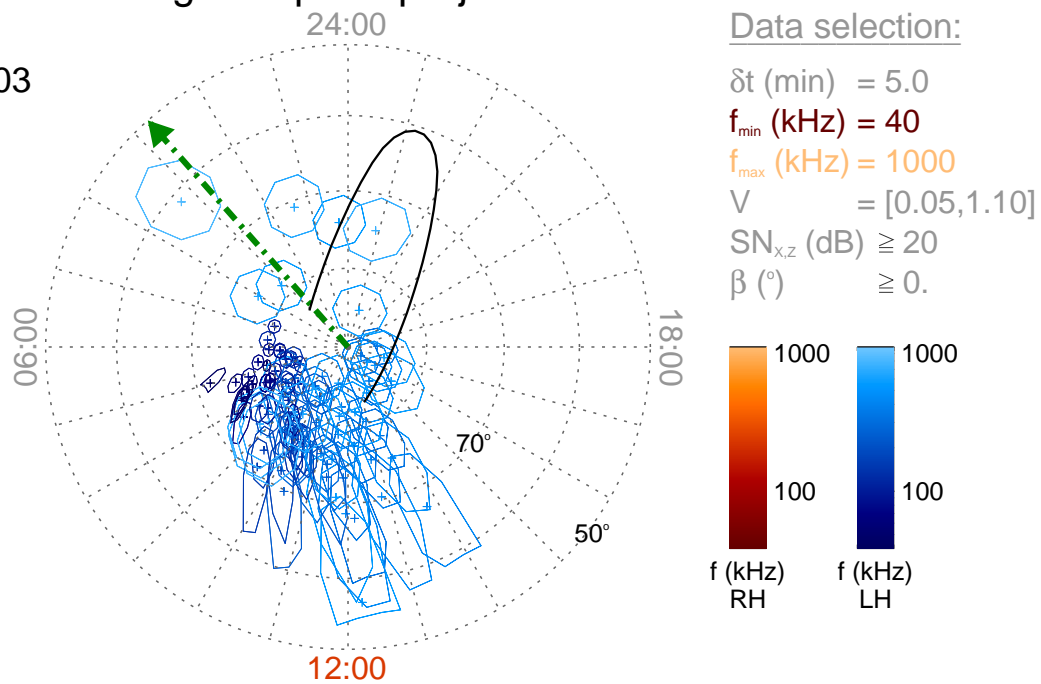 24:00
03
06:00
18:00
70°
50°
12:00
Data selection:
δt (min) = 5.0
fmin (kHz) = 40
fmax (kHz) = 1000
V = [0.05,1.10]
SNX,Z (dB) ≧ 20
β (°) ≧ 0.
1000
1000
100
100
f (kHz)
RH
f (kHz)
LH